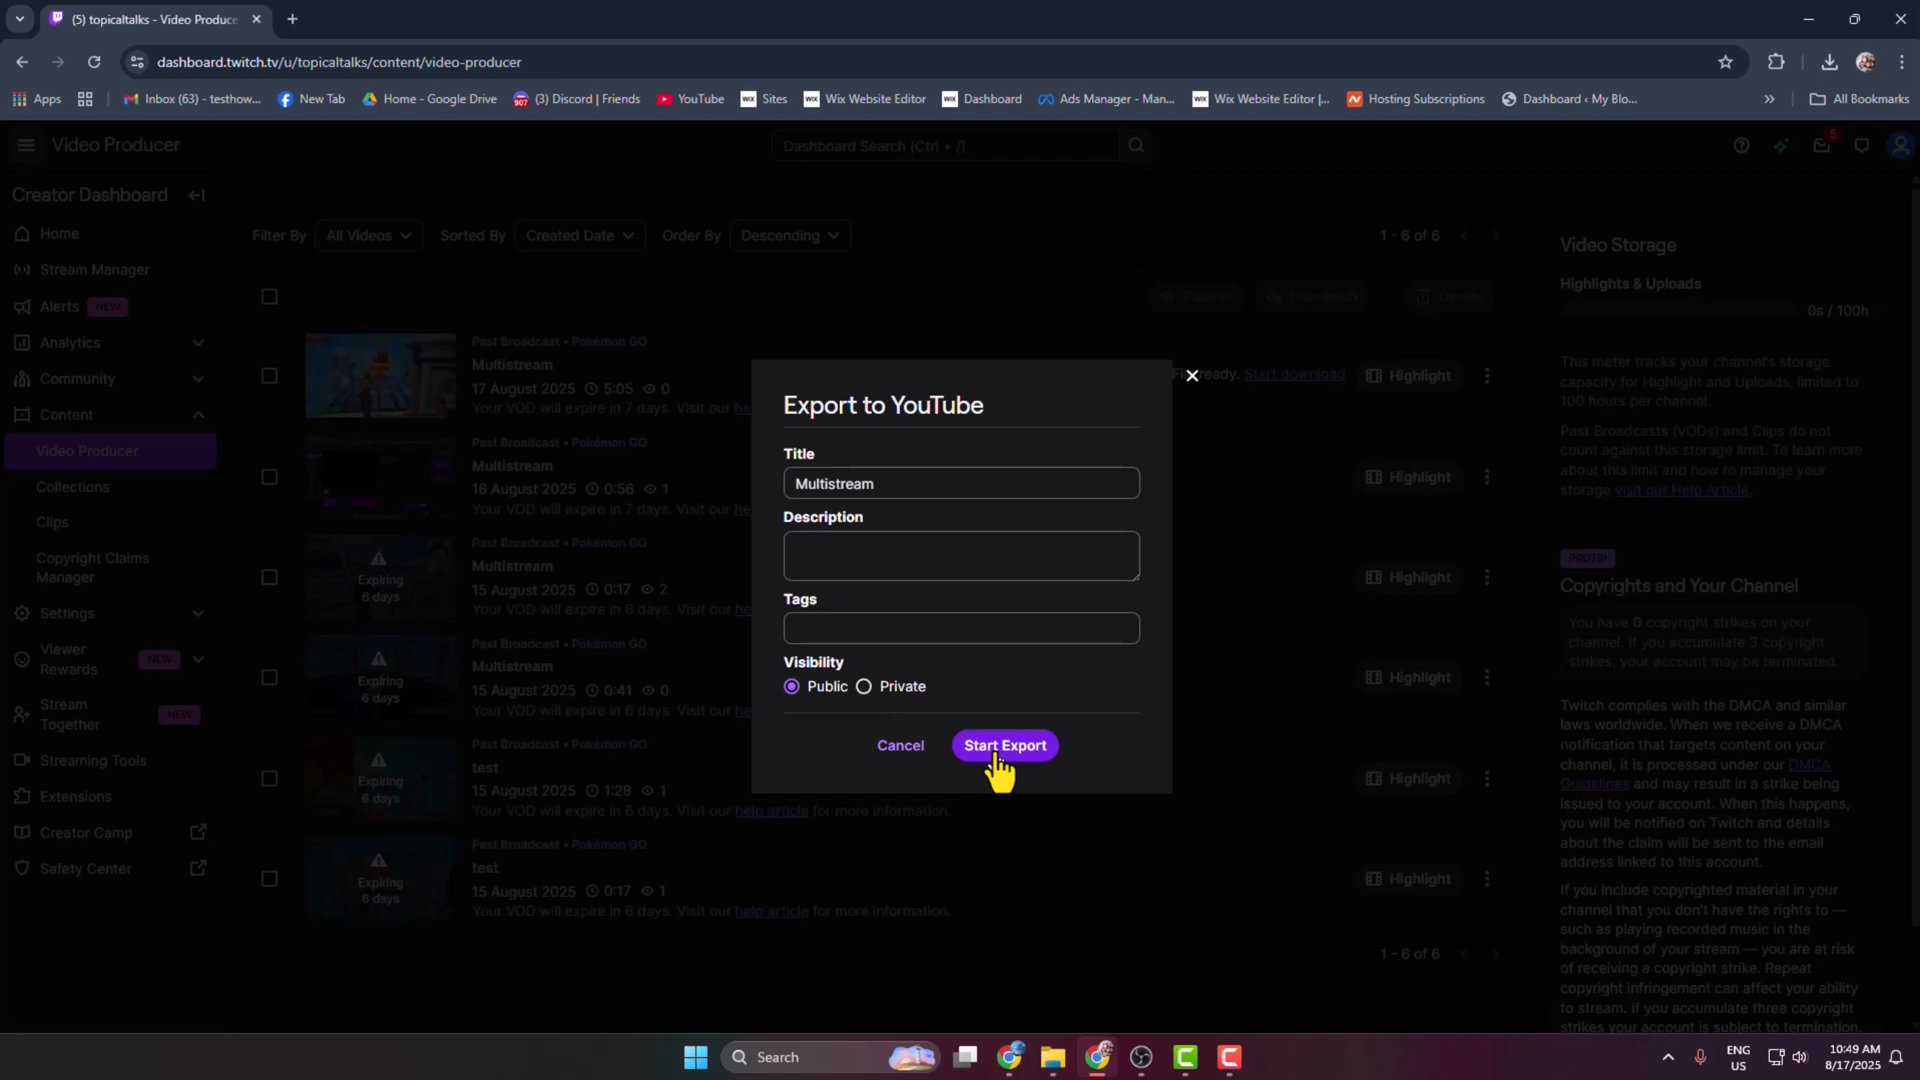 (5) topicaltalks - Video Produce
dashboard.twitch.tv/u/topicaltalks/content/video-producer
Apps
Inbox (63) - testhow...
New Tab
Home - Google Drive
(3) Discord | Friends
YouTube
Sites
Wix Website Editor
Dashboard
Ads Manager - Man...
Wix Website Editor |...
Hosting Subscriptions
Dashboard ‹ My Blo...
All Bookmarks
Video Producer
Dashboard Search (Ctrl + /)
5
Creator Dashboard
Home
Stream Manager
Alerts NEW
Analytics
Community
Content
Video Producer
Collections
Clips
Copyright Claims
Manager
Settings
Viewer
Rewards
NEW
Stream
Together
NEW
Streaming Tools
Extensions
Creator Camp
Safety Center
Filter By All Videos Sorted By Created Date Order By Descending 1 - 6 of 6
Publish Unpublish Delete
Past Broadcast • Pokémon GO
Multistream
17 August 2025 5:05 0
Your VOD will expire in 7 days. Visit our he
ready. Start download
Highlight
Past Broadcast • Pokémon GO
Multistream
16 August 2025 0:56 1
Your VOD will expire in 7 days. Visit our he
Highlight
Expiring
6 days
Past Broadcast • Pokémon GO
Multistream
15 August 2025 0:17 2
Your VOD will expire in 6 days. Visit our he
Highlight
Expiring
6 days
Past Broadcast • Pokémon GO
Multistream
15 August 2025 0:41 0
Your VOD will expire in 6 days. Visit our he
Highlight
Expiring
6 days
Past Broadcast • Pokémon GO
test
15 August 2025 1:28 1
Your VOD will expire in 6 days. Visit our help article for more information.
Highlight
Expiring
6 days
Past Broadcast • Pokémon GO
test
15 August 2025 0:17 1
Your VOD will expire in 6 days. Visit our help article for more information.
Highlight
1 - 6 of 6
Export to YouTube
Title
Multistream
Description
Tags
Visibility
Public Private
Cancel Start Export
Video Storage
Highlights & Uploads
0s / 100h
This meter tracks your channel's storage
capacity for Highlight and Uploads, limited to
100 hours per channel.
Past Broadcasts (VODs) and Clips do not
count against this storage limit. To learn more
about this limit and how to manage your
storage visit our Help Article.
PROTIP
Copyrights and Your Channel
You have 0 copyright strikes on your
channel. If you accumulate 3 copyright
strikes, your account may be terminated.
Twitch complies with the DMCA and similar
laws worldwide. When we receive a DMCA
notification that targets content on your
channel, it is processed under our DMCA
Guidelines and may result in a strike being
issued to your account. When this happens,
you will be notified on Twitch and details
about the claim will be sent to the email
address linked to this account.
If you include copyrighted material in your
channel that you don't have the rights to —
such as playing recorded music in the
background of your stream — you are at risk
of receiving a copyright strike. Repeat
copyright infringement can affect your ability
to stream. If you accumulate three copyright
strikes your account is subject to termination.
Search
ENG
US
10:49 AM
8/17/2025